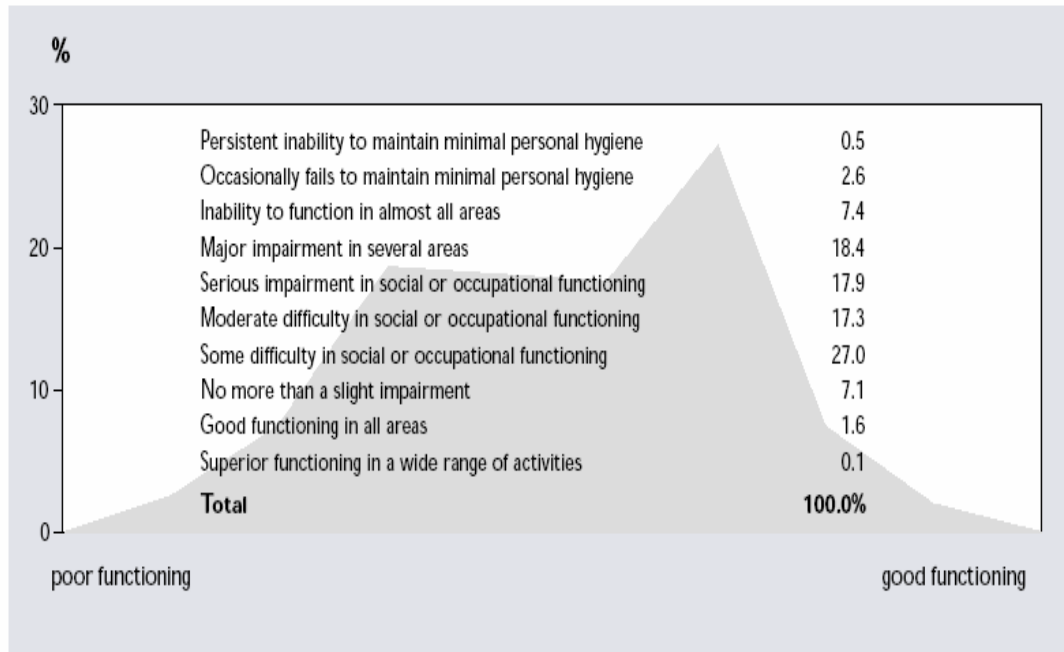 %
30
Persistent inability to maintain minimal personal hygiene 0.5
Occasionally fails to maintain minimal personal hygiene 2.6
Inability to function in almost all areas 7.4
20
Major impairment in several areas 18.4
Serious impairment in social or occupational functioning 17.9
Moderate difficulty in social or occupational functioning 17.3
Some difficulty in social or occupational functioning 27.0
10
No more than a slight impairment 7.1
Good functioning in all areas 1.6
Superior functioning in a wide range of activities 0.1
Total 100.0%
0
poor functioning good functioning